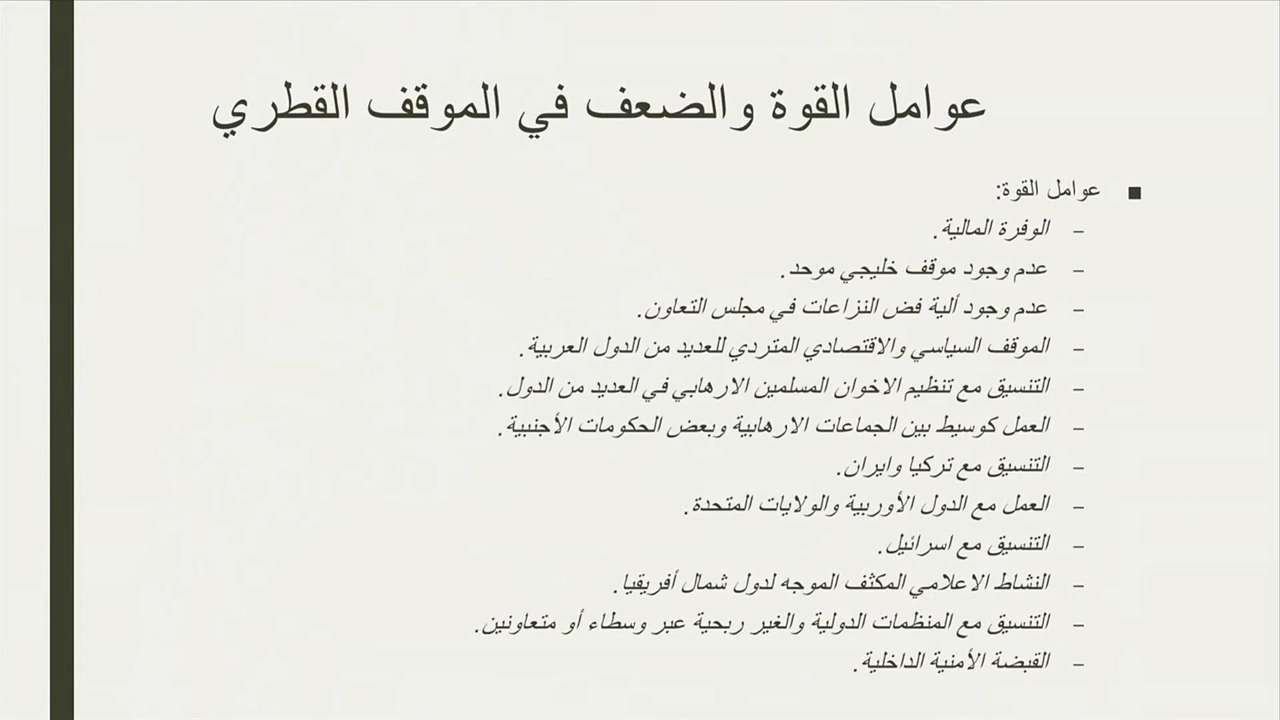 عوامل القوة والضعف في الموقف القطري
■ عوامل القوة:
– الوفرة المالية.
– عدم وجود موقف خليجي موحد.
– عدم وجود ألية فض النزاعات في مجلس التعاون.
– الموقف السياسي والاقتصادي المتردي للعديد من الدول العربية.
– التنسيق مع تنظيم الاخوان المسلمين الارهابي في العديد من الدول.
– العمل كوسيط بين الجماعات الارهابية وبعض الحكومات الأجنبية.
– التنسيق مع تركيا وايران.
– العمل مع الدول الأوربية والولايات المتحدة.
– التنسيق مع اسرائيل.
– النشاط الاعلامي المكثف الموجه لدول شمال أفريقيا.
– التنسيق مع المنظمات الدولية والغير ربحية عبر وسطاء أو متعاونين.
– القبضة الأمنية الداخلية.